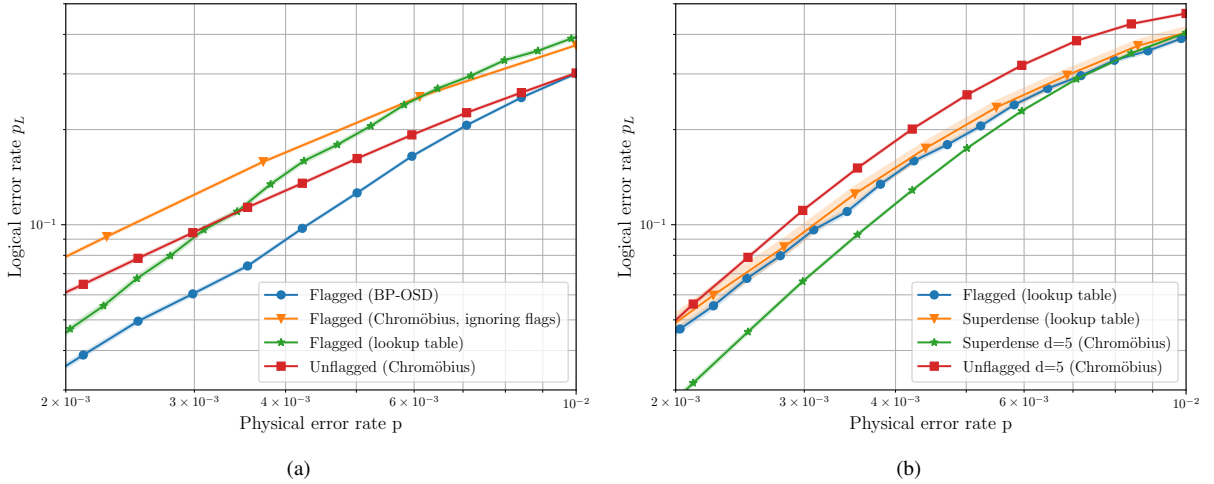 Logical error rate p_L
10⁻¹
2 × 10⁻³
3 × 10⁻³
4 × 10⁻³
6 × 10⁻³
10⁻²
Physical error rate p
Flagged (BP-OSD)
Flagged (Chromöbius, ignoring flags)
Flagged (lookup table)
Unflagged (Chromöbius)
(a)
Logical error rate p_L
10⁻¹
2 × 10⁻³
3 × 10⁻³
4 × 10⁻³
6 × 10⁻³
10⁻²
Physical error rate p
Flagged (lookup table)
Superdense (lookup table)
Superdense d=5 (Chromöbius)
Unflagged d=5 (Chromöbius)
(b)